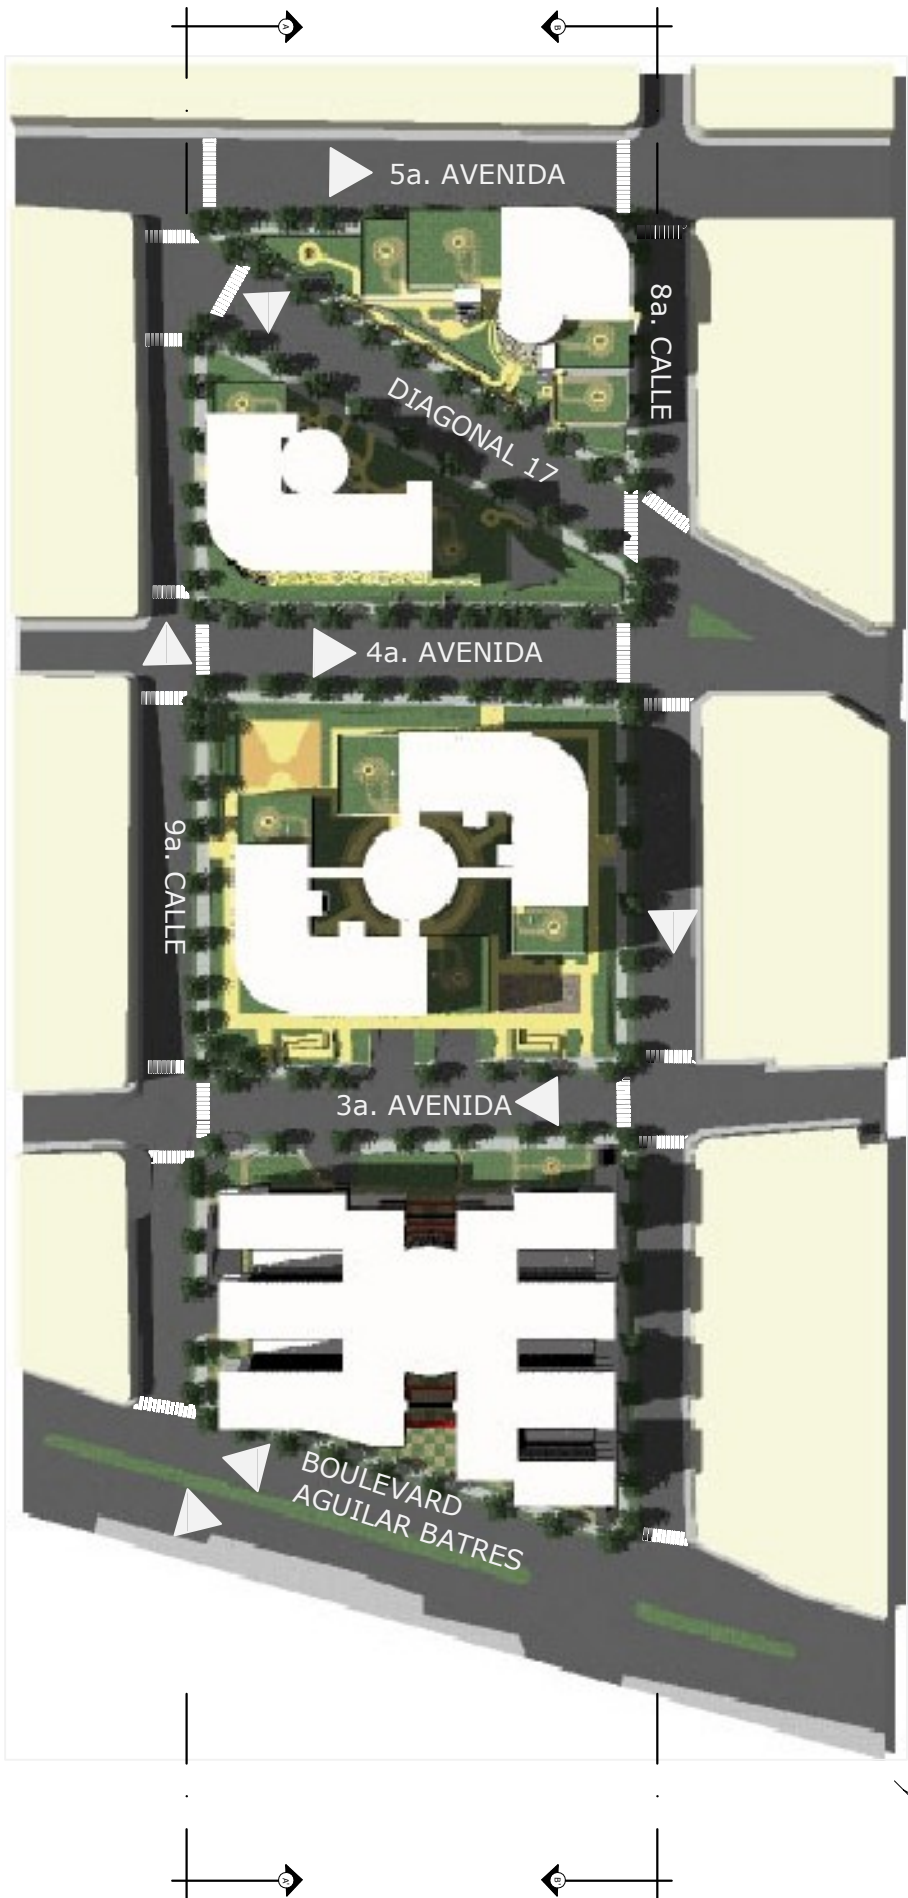 A
B
5a. AVENIDA
8a. CALLE
DIAGONAL 17
4a. AVENIDA
9a. CALLE
3a. AVENIDA
BOULEVARD
AGUILAR BATRES
A'
B'